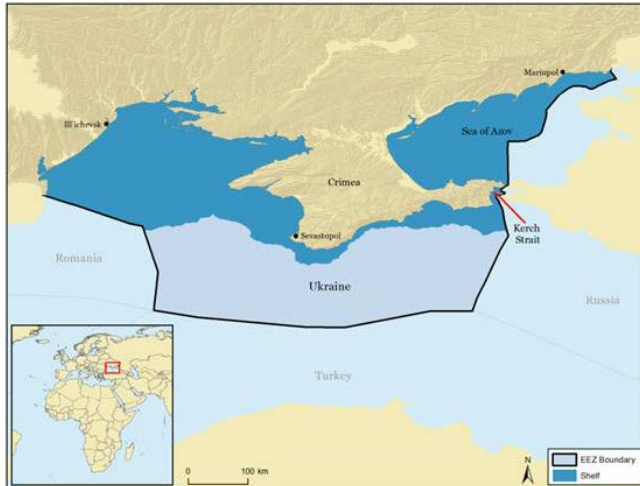 Mariupol
Ill'ichevsk
Sea of Azov
Crimea
Kerch
Strait
Sevastopol
Romania
Ukraine
Russia
Turkey
N
0 100 km
EEZ Boundary
Shelf